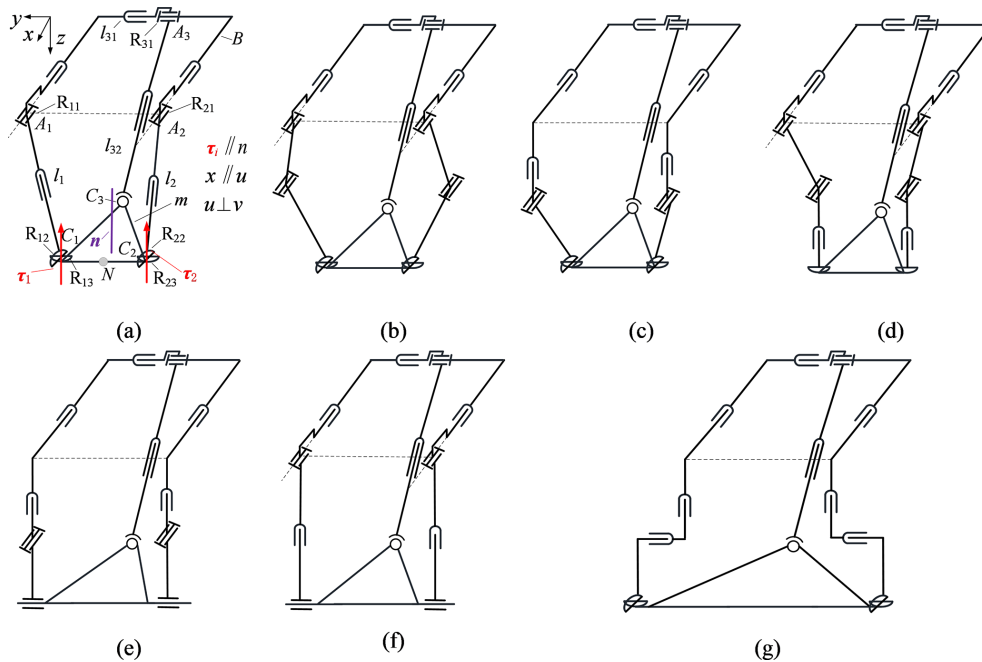 y x z
l31 R31 A3 B
R11 R21
A1 A2
l32
τi // n
x // u
u⊥v
l1 l2
C3 m
R12 C1 n C2 R22
τ1 R13 N R23 τ2
(a) (b) (c) (d)
(e) (f) (g)